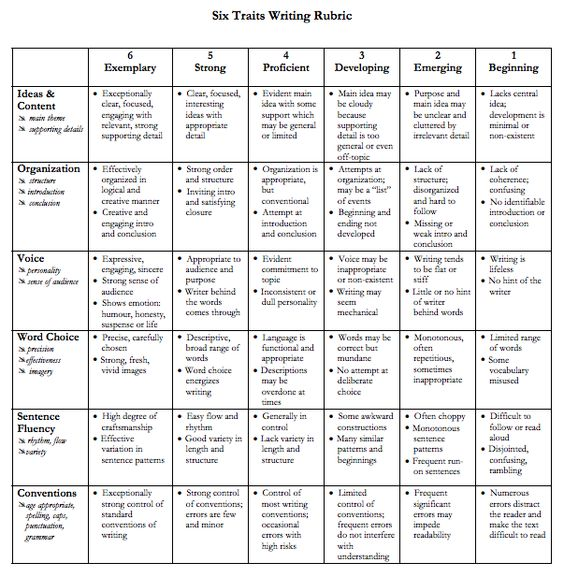 Six Traits Writing Rubric
6
Exemplary
5
Strong
4
Proficient
3
Developing
2
Emerging
1
Beginning
Ideas &
Content
main theme
supporting details
• Exceptionally
clear, focused,
engaging with
relevant, strong
supporting detail
• Clear, focused,
interesting
ideas with
appropriate
detail
• Evident main
idea with some
support which
may be general
or limited
• Main idea may
be cloudy
because
supporting
detail is too
general or even
off-topic
• Purpose and
main idea may
be unclear and
cluttered by
irrelevant detail
• Lacks central
idea;
development is
minimal or
non-existent
Organization
structure
introduction
conclusion
• Effectively
organized in
logical and
creative manner
• Creative and
engaging intro
and conclusion
• Strong order
and structure
• Inviting intro
and satisfying
closure
• Organization is
appropriate,
but
conventional
• Attempt at
introduction
and conclusion
• Attempts at
organization;
may be a "list"
of events
• Beginning and
ending not
developed
• Lack of
structure;
disorganized
and hard to
follow
• Missing or
weak intro and
conclusion
• Lack of
coherence;
confusing
• No identifiable
introduction or
conclusion
Voice
personality
sense of audience
• Expressive,
engaging, sincere
• Strong sense of
audience
• Shows emotion:
humour, honesty,
suspense or life
• Appropriate to
audience and
purpose
• Writer behind
the words
comes through
• Evident
commitment to
topic
• Inconsistent or
dull personality
• Voice may be
inappropriate
or non-existent
• Writing may
seem
mechanical
• Writing tends
to be flat or
stiff
• Little or no hint
of writer
behind words
• Writing is
lifeless
• No hint of the
writer
Word Choice
precision
effectiveness
imagery
• Precise, carefully
chosen
• Strong, fresh,
vivid images
• Descriptive,
broad range of
words
• Word choice
energizes
writing
• Language is
functional and
appropriate
• Descriptions
may be
overdone at
times
• Words may be
correct but
mundane
• No attempt at
deliberate
choice
• Monotonous,
often
repetitious,
sometimes
inappropriate
• Limited range
of words
• Some
vocabulary
misused
Sentence
Fluency
rhythm, flow
variety
• High degree of
craftsmanship
• Effective
variation in
sentence patterns
• Easy flow and
rhythm
• Good variety in
length and
structure
• Generally in
control
• Lack variety in
length and
structure
• Some awkward
constructions
• Many similar
patterns and
beginnings
• Often choppy
• Monotonous
sentence
patterns
• Frequent run-
on sentences
• Difficult to
follow or read
aloud
• Disjointed,
confusing,
rambling
Conventions
age appropriate,
spelling, caps,
punctuation,
grammar
• Exceptionally
strong control of
standard
conventions of
writing
• Strong control of
conventions;
errors are few
and minor
• Control of
most writing
conventions;
occasional
errors with
high risks
• Limited
control of
conventions;
frequent errors
do not interfere
with
understanding
• Frequent
significant
errors may
impede
readability
• Numerous
errors distract
the reader and
make the text
difficult to read